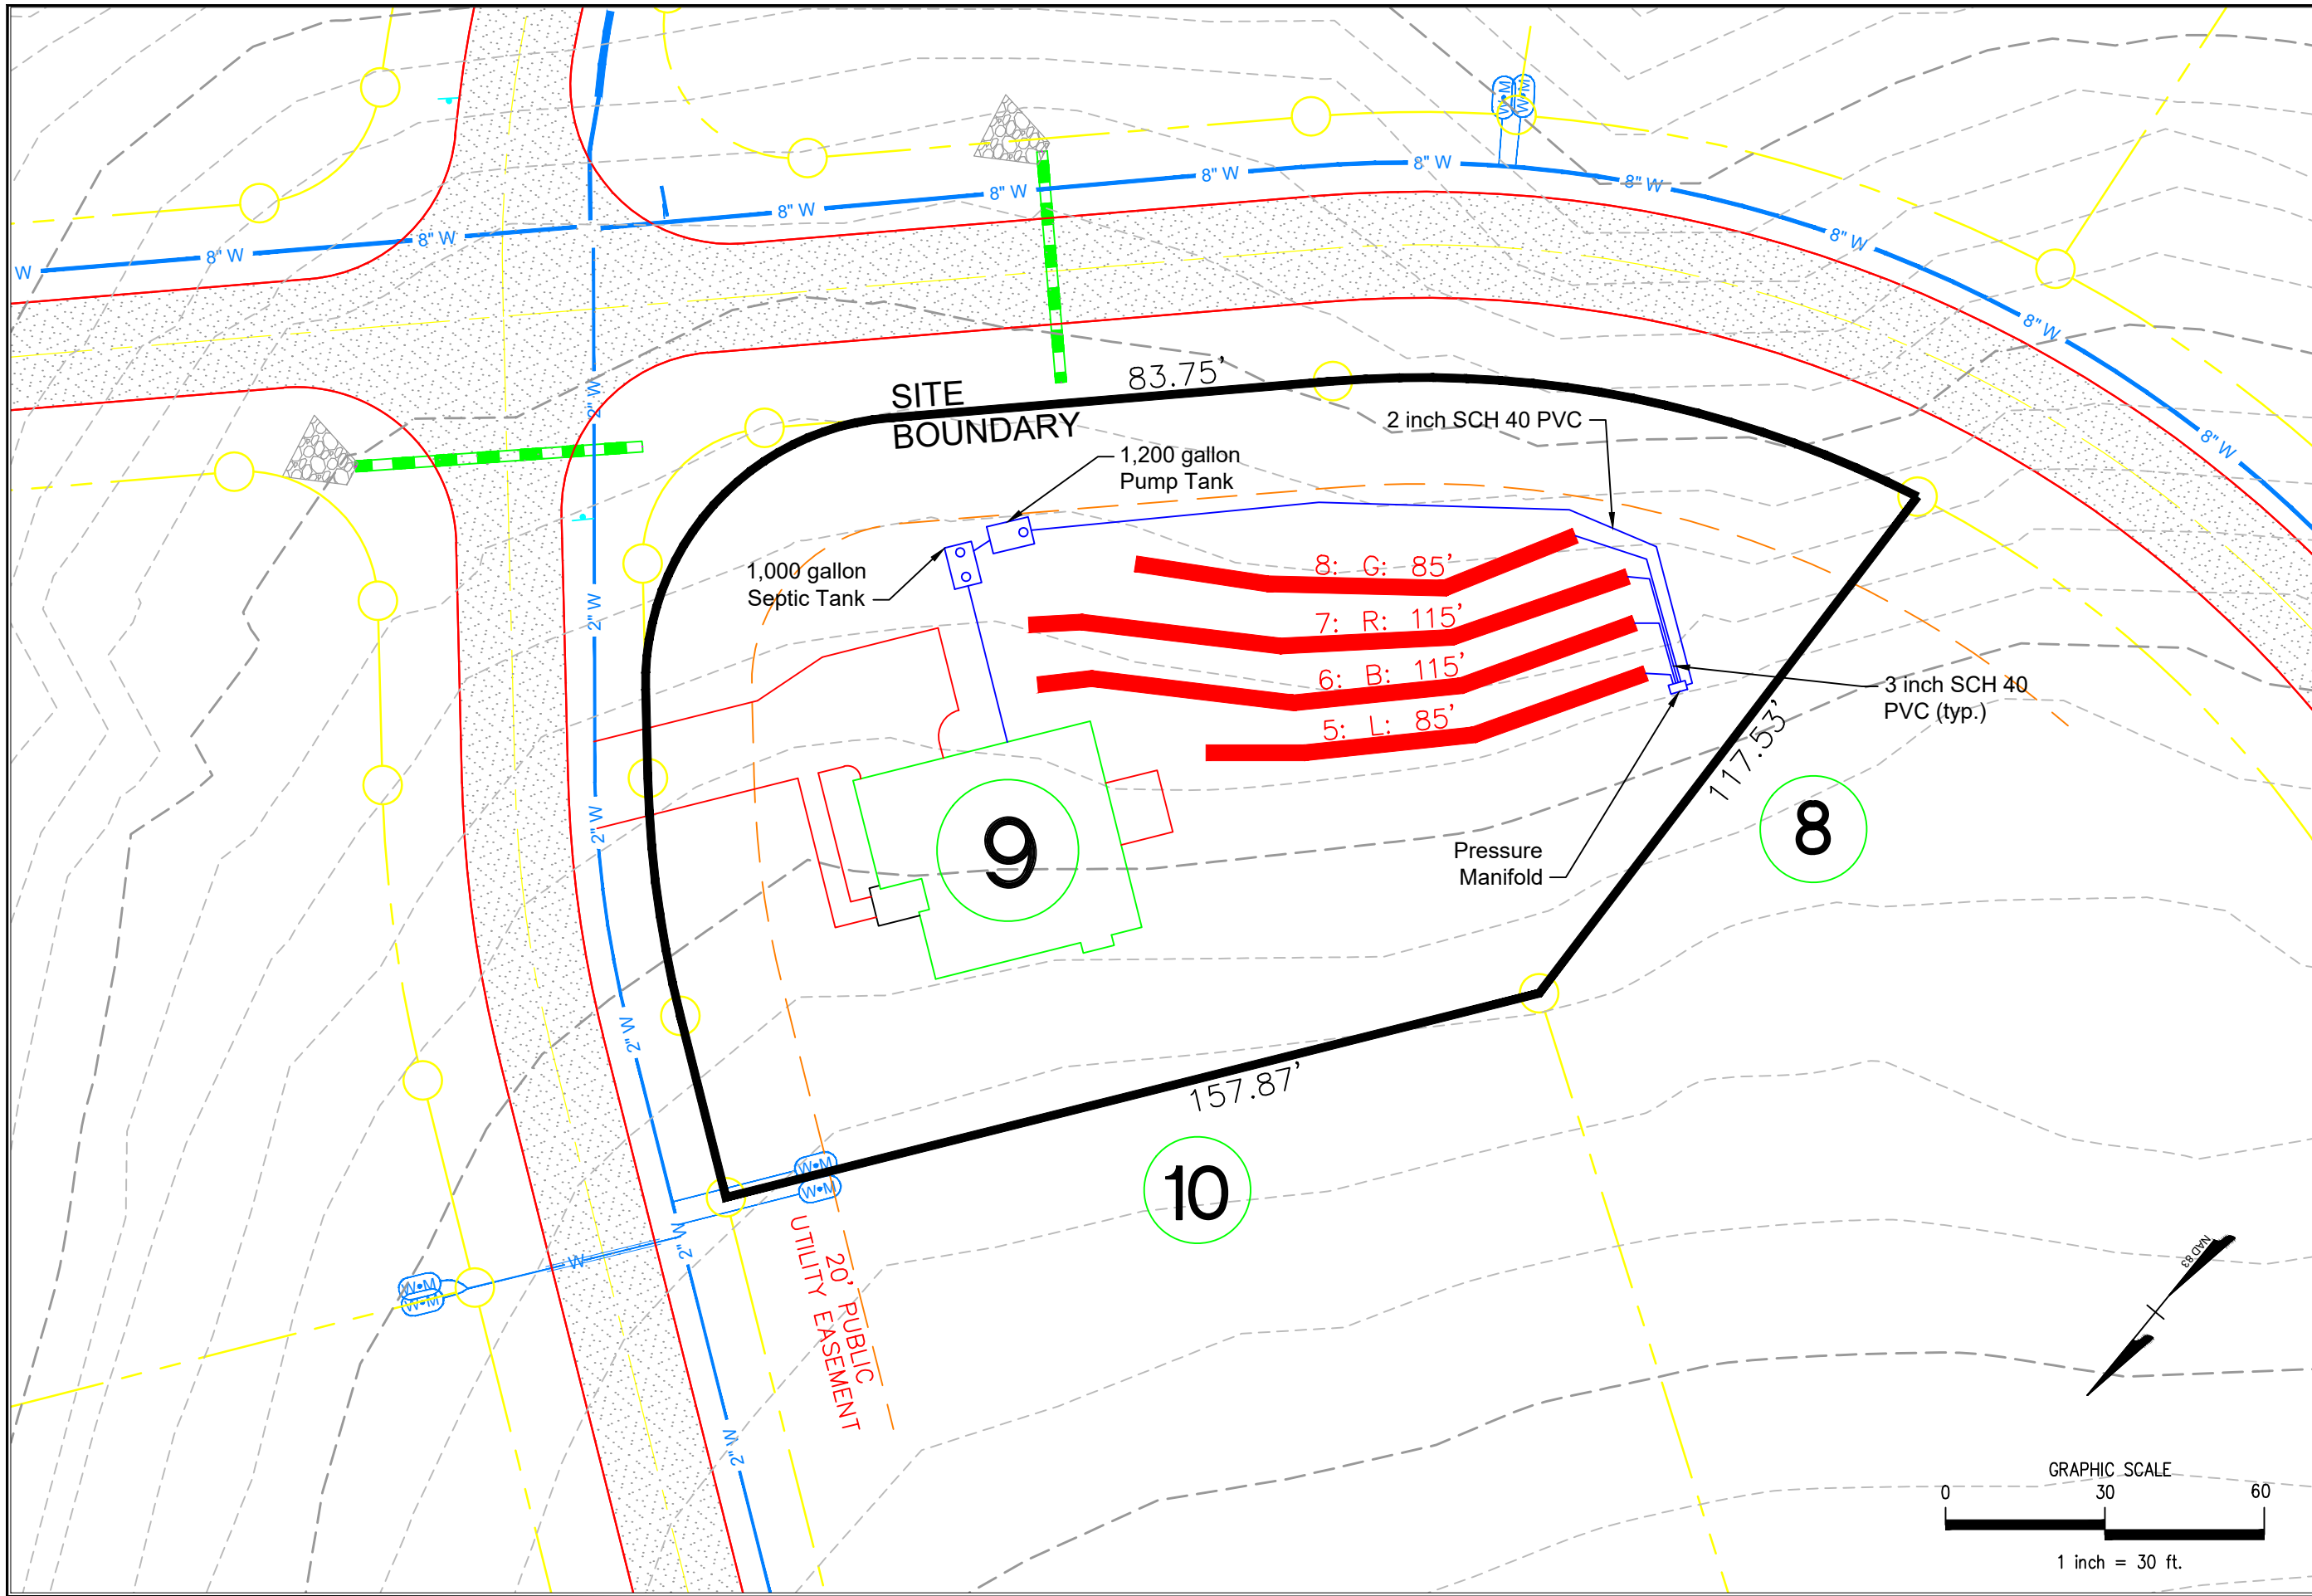 W•M
W•M
8" W
8" W
8" W
8" W
8" W
8" W
8" W
W
8" W
8" W
8" W
SITE
BOUNDARY
83.75'
2 inch SCH 40 PVC
1,200 gallon
Pump Tank
2" W
1,000 gallon
Septic Tank
2" W
8: G: 85'
7: R: 115'
6: B: 115'
5: L: 85'
3 inch SCH 40
PVC (typ.)
117.53'
2" W
9
8
Pressure
Manifold
2" W
157.87'
W•M
W•M
10
2" W
W
W•M
W•M
20' PUBLIC
UTILITY EASEMENT
2" W
NAD 83
GRAPHIC SCALE
0 30 60
1 inch = 30 ft.